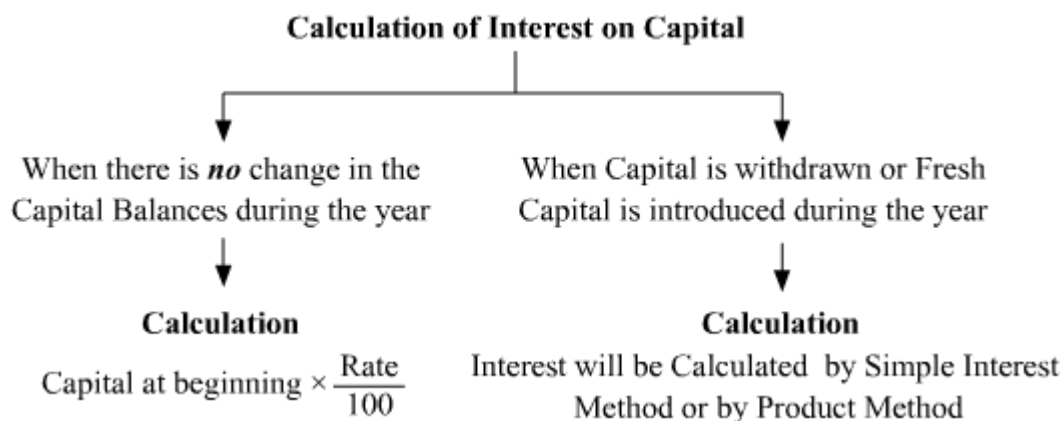 Calculation of Interest on Capital
When there is no change in the
Capital Balances during the year
When Capital is withdrawn or Fresh
Capital is introduced during the year
Calculation
Capital at beginning × Rate/100
Calculation
Interest will be Calculated by Simple Interest
Method or by Product Method